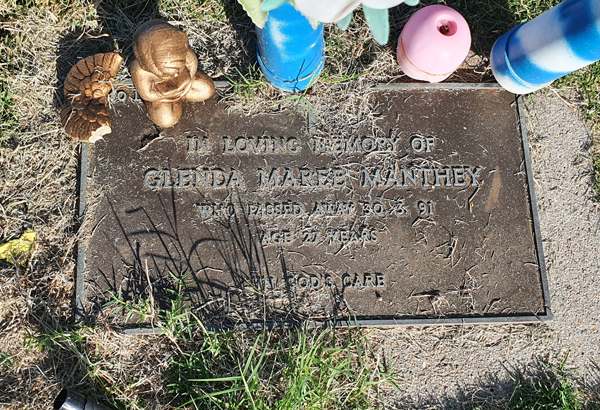 IN LOVING MEMORY OF
GLENDA MAREE MANTHEY
WHO PASSED AWAY 30. 3. 91
AGE 27 YEARS
IN GOD'S CARE